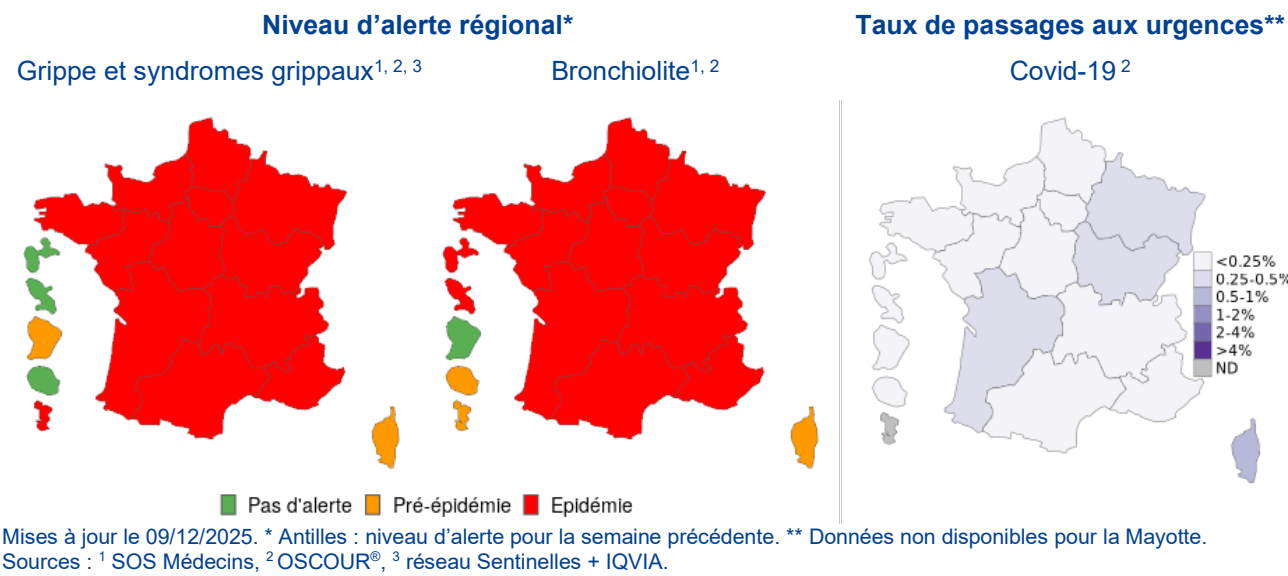 Niveau d’alerte régional*
Taux de passages aux urgences**
Grippe et syndromes grippaux1, 2, 3
Bronchiolite1, 2
Covid-19 2
<0.25%
0.25-0.5%
0.5-1%
1-2%
2-4%
>4%
ND
Pas d'alerte
Pré-épidémie
Epidémie
Mises à jour le 09/12/2025. * Antilles : niveau d’alerte pour la semaine précédente. ** Données non disponibles pour la Mayotte.
Sources : 1 SOS Médecins, 2 OSCOUR®, 3 réseau Sentinelles + IQVIA.